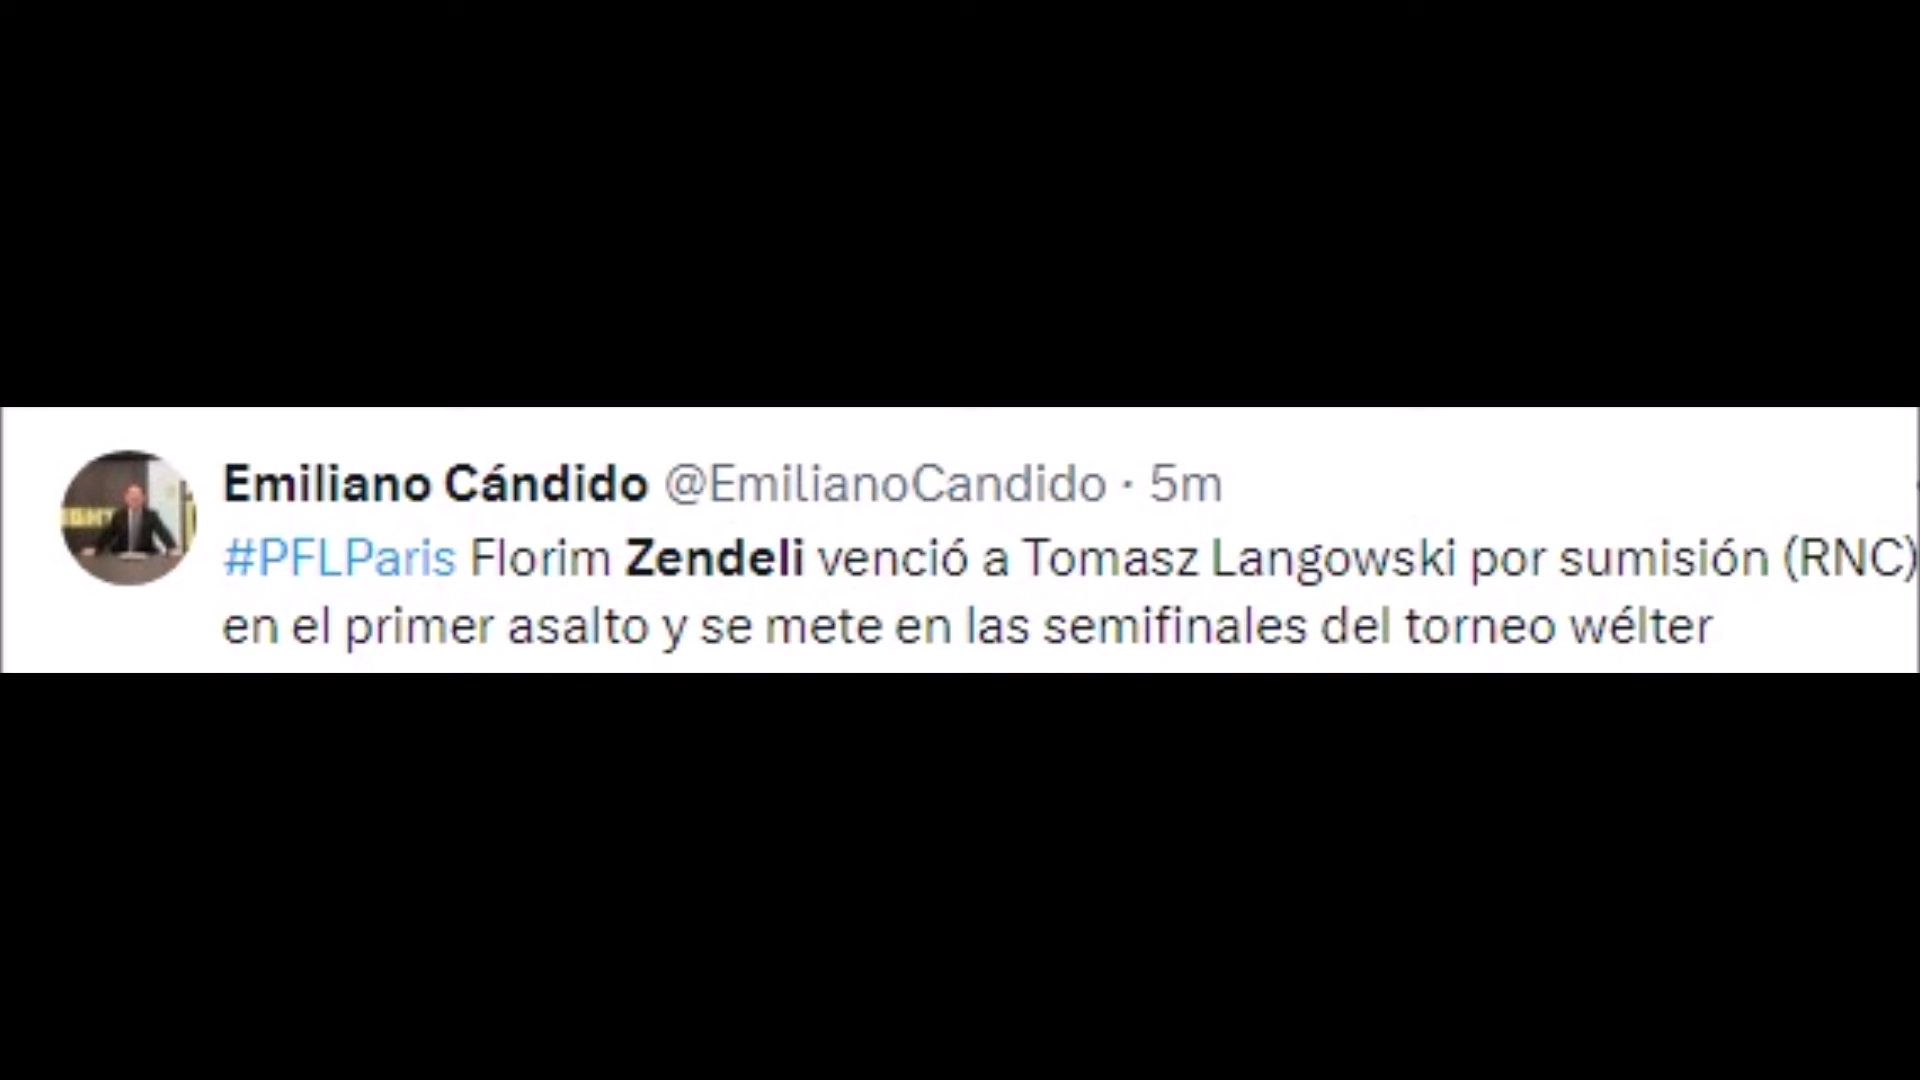 Emiliano Cándido @EmilianoCandido · 5m
#PFLParis Florim Zendeli venció a Tomasz Langowski por sumisión (RNC)
en el primer asalto y se mete en las semifinales del torneo wélter